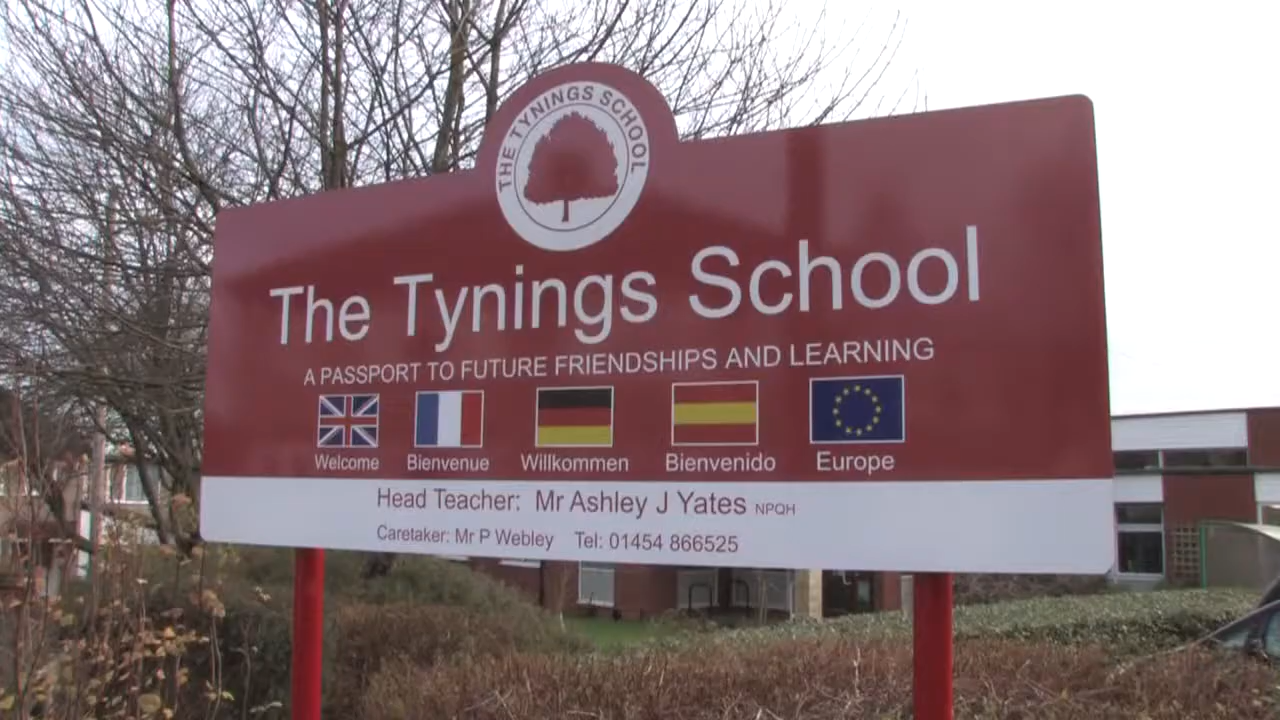 THE TYNINGS SCHOOL
The Tynings School
A PASSPORT TO FUTURE FRIENDSHIPS AND LEARNING
Welcome Bienvenue Willkommen Bienvenido Europe
Head Teacher: Mr Ashley J Yates NPQH
Caretaker: Mr P Webley Tel: 01454 866525